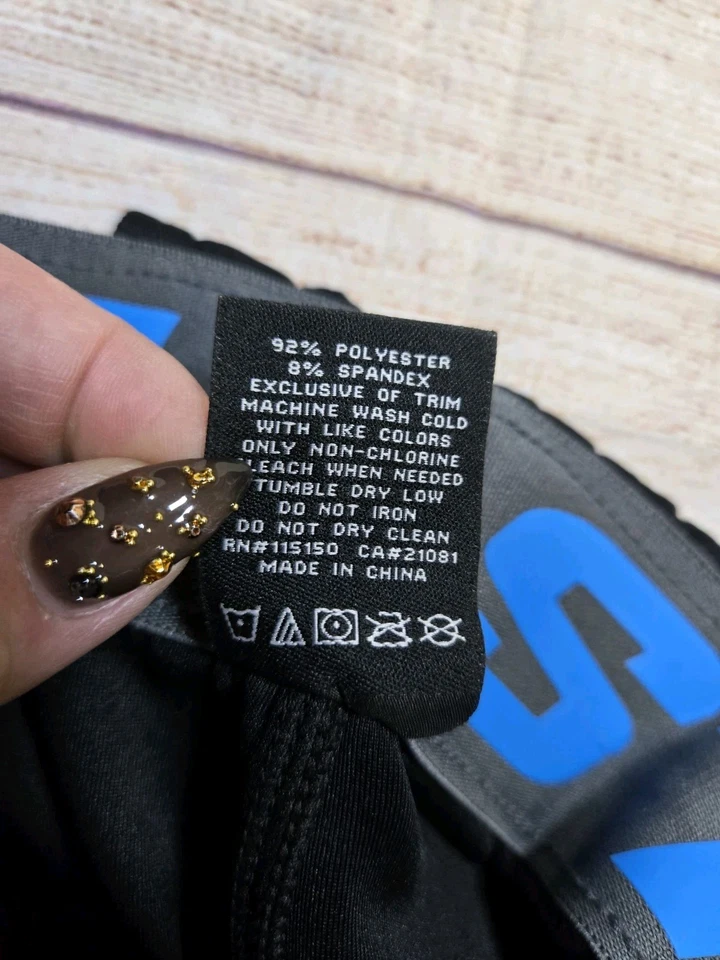 92% POLYESTER
8% SPANDEX
EXCLUSIVE OF TRIM
MACHINE WASH COLD
WITH LIKE COLORS
ONLY NON-CHLORINE
LEACH WHEN NEEDED
TUMBLE DRY LOW
DO NOT IRON
DO NOT DRY CLEAN
RN#115150 CA#21081
MADE IN CHINA
S